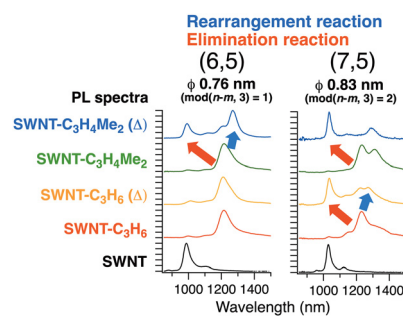 Rearrangement reaction
Elimination reaction
(6,5)
(7,5)
ϕ 0.76 nm
ϕ 0.83 nm
PL spectra
(mod(n-m, 3) = 1)
(mod(n-m, 3) = 2)
SWNT-C₃H₄Me₂ (Δ)
SWNT-C₃H₄Me₂
SWNT-C₃H₆ (Δ)
SWNT-C₃H₆
SWNT
1000 1200 1400
1000 1200 1400
Wavelength (nm)